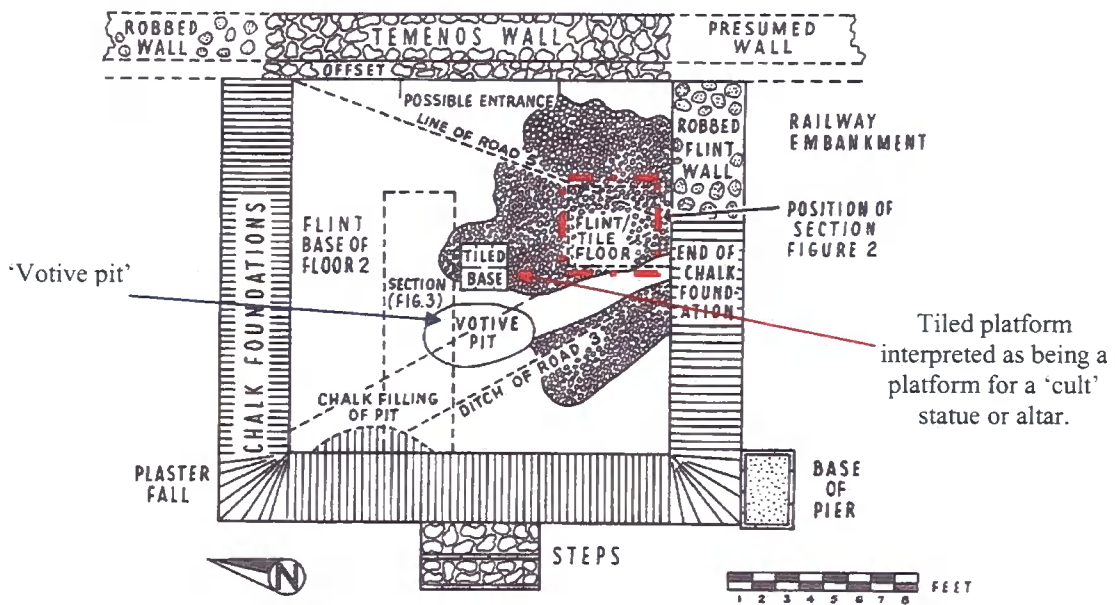 ROBBED
WALL
TEMENOS WALL
PRESUMED
WALL
OFFSET
POSSIBLE ENTRANCE
LINE OF ROAD 5
ROBBED
FLINT
WALL
RAILWAY
EMBANKMENT
CHALK FOUNDATIONS
FLINT
BASE OF
FLOOR 2
FLINT/
TILE
FLOOR
POSITION OF
SECTION
FIGURE 2
TILED
BASE
END OF
CHALK
FOUND-
ATION
'Votive pit'
SECTION
(FIG.3)
VOTIVE
PIT
Tiled platform
interpreted as being a
platform for a 'cult'
statue or altar.
DITCH OF ROAD 3
CHALK FILLING
OF PIT
PLASTER
FALL
BASE
OF
PIER
STEPS
N
FEET
1 2 3 4 5 6 7 8